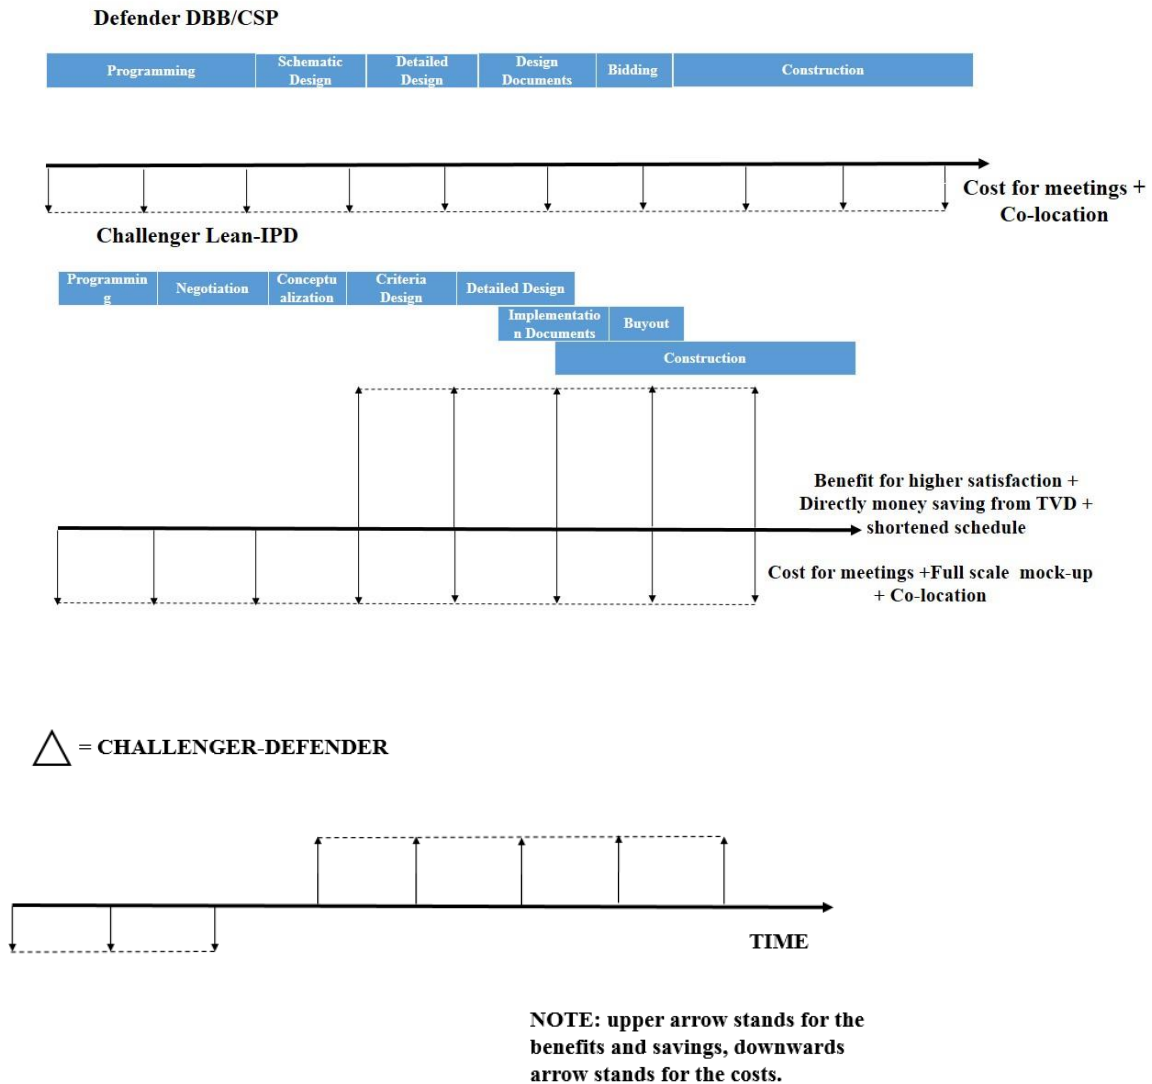 Defender DBB/CSP
Programming
Schematic
Design
Detailed
Design
Design
Documents
Bidding
Construction
Cost for meetings +
Co-location
Challenger Lean-IPD
Programmin
g
Negotiation
Conceptu
alization
Criteria
Design
Detailed Design
Implementatio
n Documents
Buyout
Construction
Benefit for higher satisfaction +
Directly money saving from TVD +
shortened schedule
Cost for meetings +Full scale mock-up
+ Co-location
= CHALLENGER-DEFENDER
TIME
NOTE: upper arrow stands for the
benefits and savings, downwards
arrow stands for the costs.